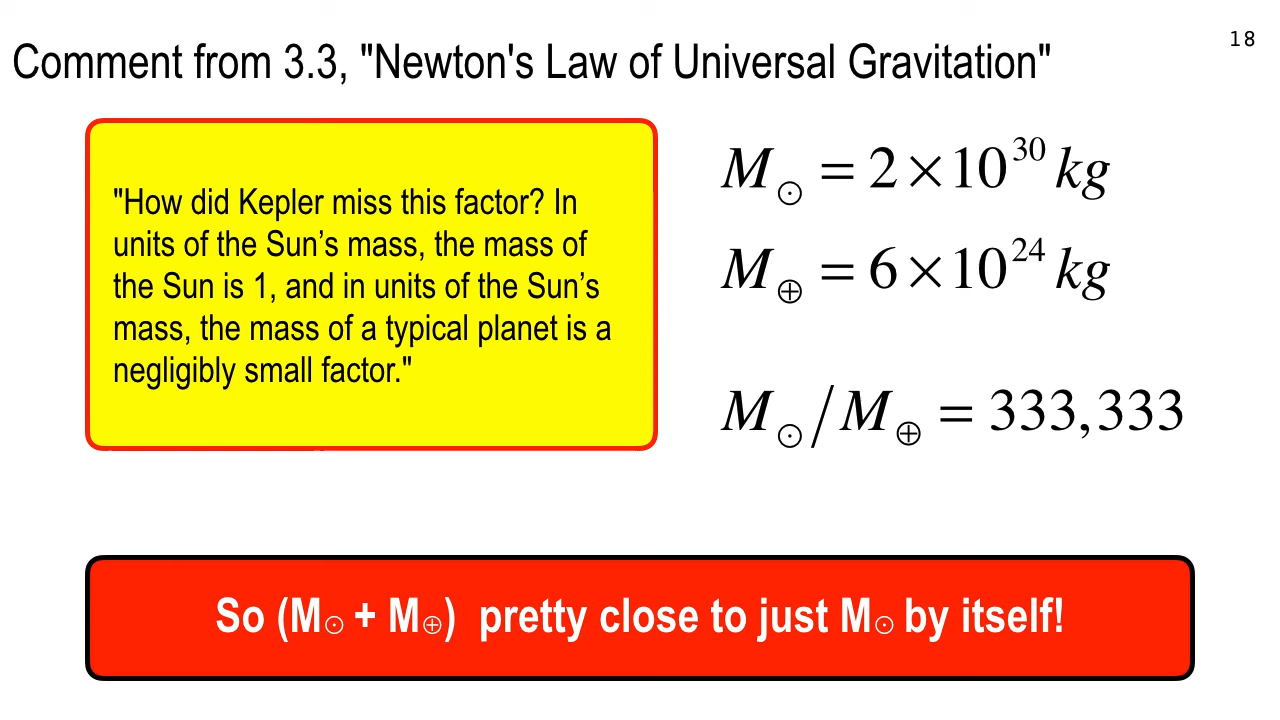 Comment from 3.3, "Newton's Law of Universal Gravitation"
18
"How did Kepler miss this factor? In
units of the Sun’s mass, the mass of
the Sun is 1, and in units of the Sun’s
mass, the mass of a typical planet is a
negligibly small factor."
M☉ = 2×10³⁰ kg
M⊕ = 6×10²⁴ kg
M☉/M⊕ = 333,333
So (M☉ + M⊕) pretty close to just M☉ by itself!